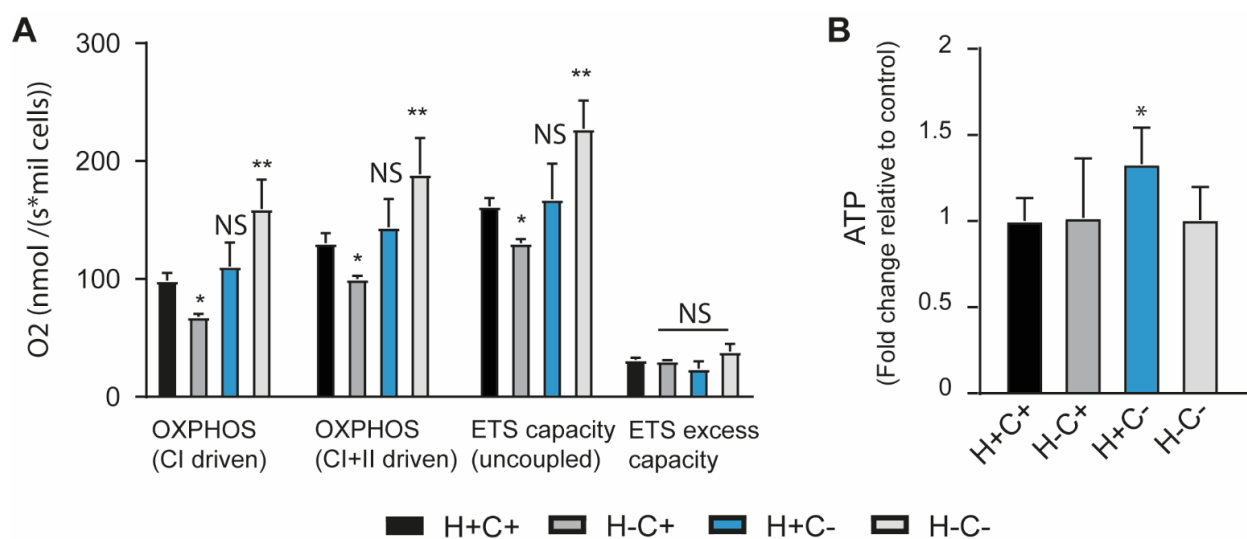 A
O2 (nmol /(s*mil cells))
300
200
100
0
*
NS
**
*
NS
**
*
NS
**
NS
OXPHOS
(CI driven)
OXPHOS
(CI+II driven)
ETS capacity
(uncoupled)
ETS excess
capacity
B
ATP
(Fold change relative to control)
2
1.5
1
0.5
0
*
H+C+
H-C+
H+C-
H-C-
H+C+ H-C+ H+C- H-C-